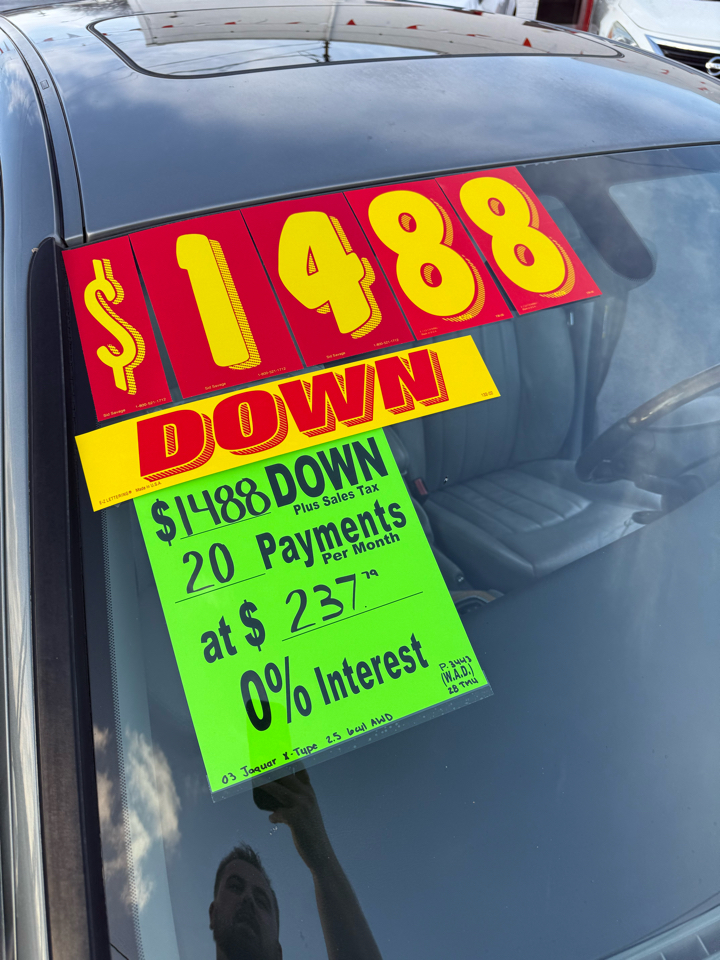 $1488
DOWN
$1488 DOWN
Plus Sales Tax
20 Payments
Per Month
at $ 237.79
0% Interest
P.3443
(W.A.D.)
28 TMU
03 Jaguar X-Type 2.5 6cyl AWD